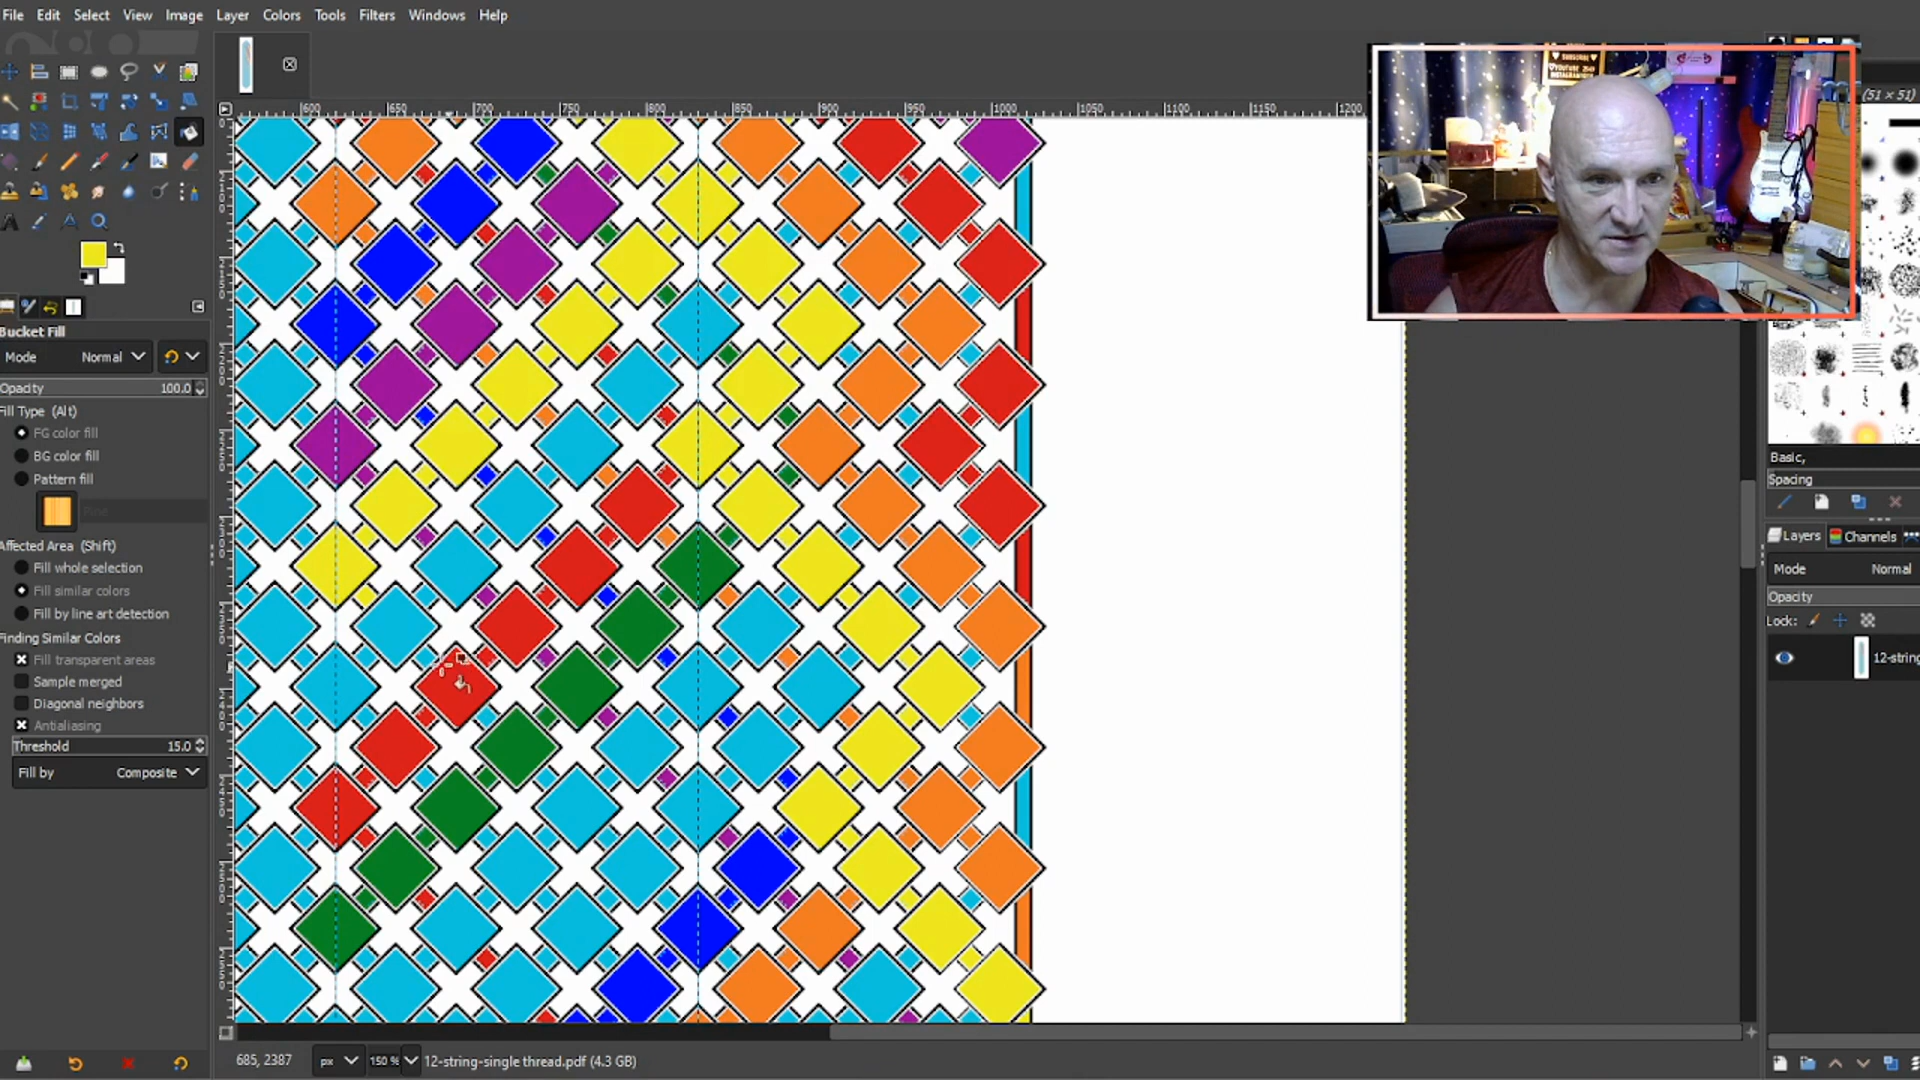 File Edit Select View Image Layer Colors Tools Filters Windows Help
600 650 700 750 800 850 900 950 1000 1050 1100 1150 1200
SUBSCRIBE
(51 × 51)
Bucket Fill
Mode Normal
Opacity 100.0
Fill Type (Alt)
FG color fill
BG color fill
Pattern fill
Pine
Affected Area (Shift)
Fill whole selection
Fill similar colors
Fill by line art detection
Finding Similar Colors
Fill transparent areas
Sample merged
Diagonal neighbors
Antialiasing
Threshold 15.0
Fill by Composite
Basic,
Spacing
Layers Channels
Mode Normal
Opacity
Lock:
12-string
685, 2387 px 150 % 12-string-single thread.pdf (4.3 GB)